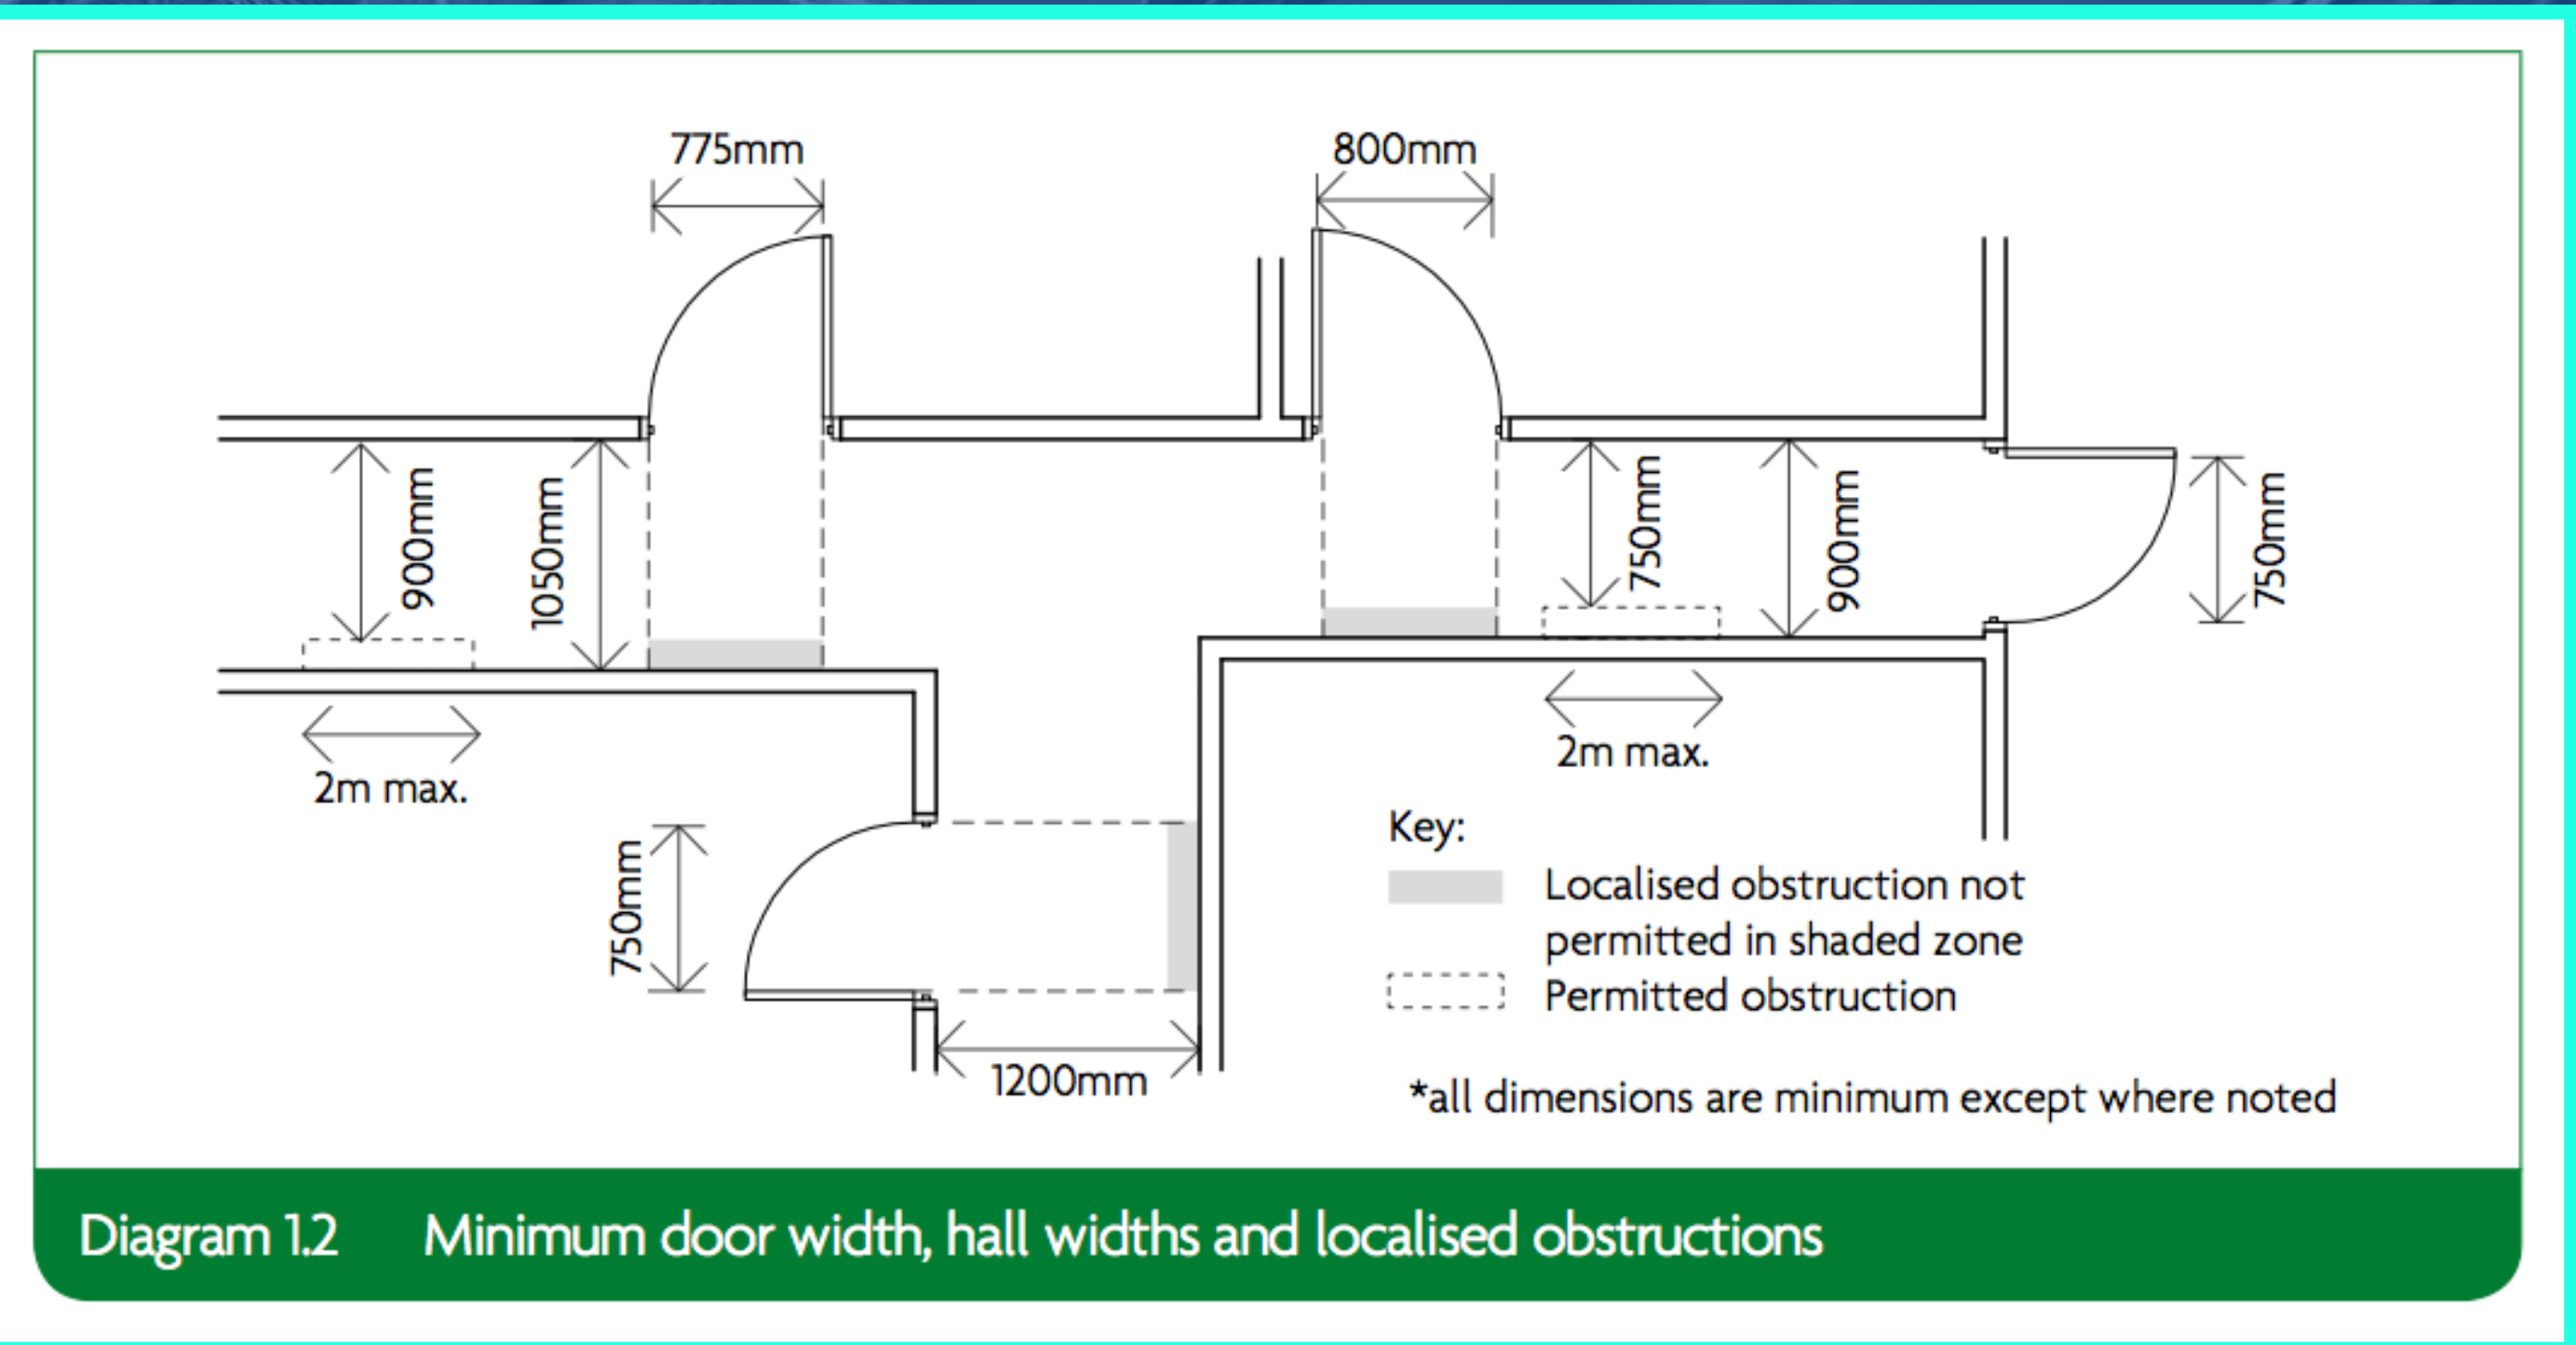 775mm
800mm
900mm
1050mm
750mm
900mm
750mm
2m max.
2m max.
750mm
1200mm
Key:
Localised obstruction not
permitted in shaded zone
Permitted obstruction
*all dimensions are minimum except where noted
Diagram 1.2 Minimum door width, hall widths and localised obstructions